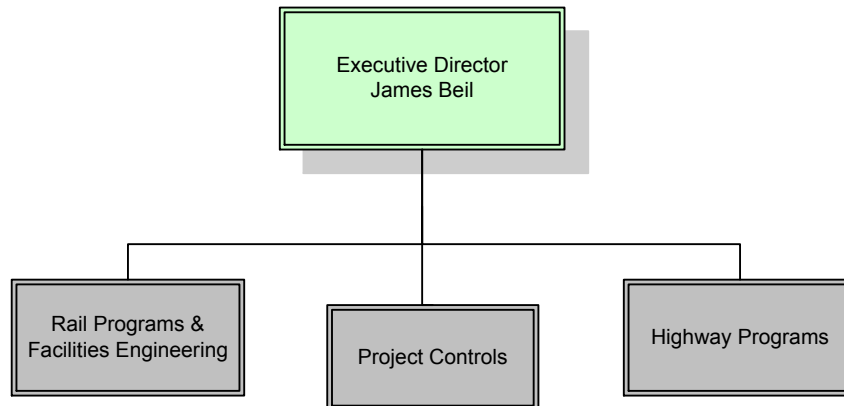 Executive Director
James Beil
Rail Programs &
Facilities Engineering
Project Controls
Highway Programs